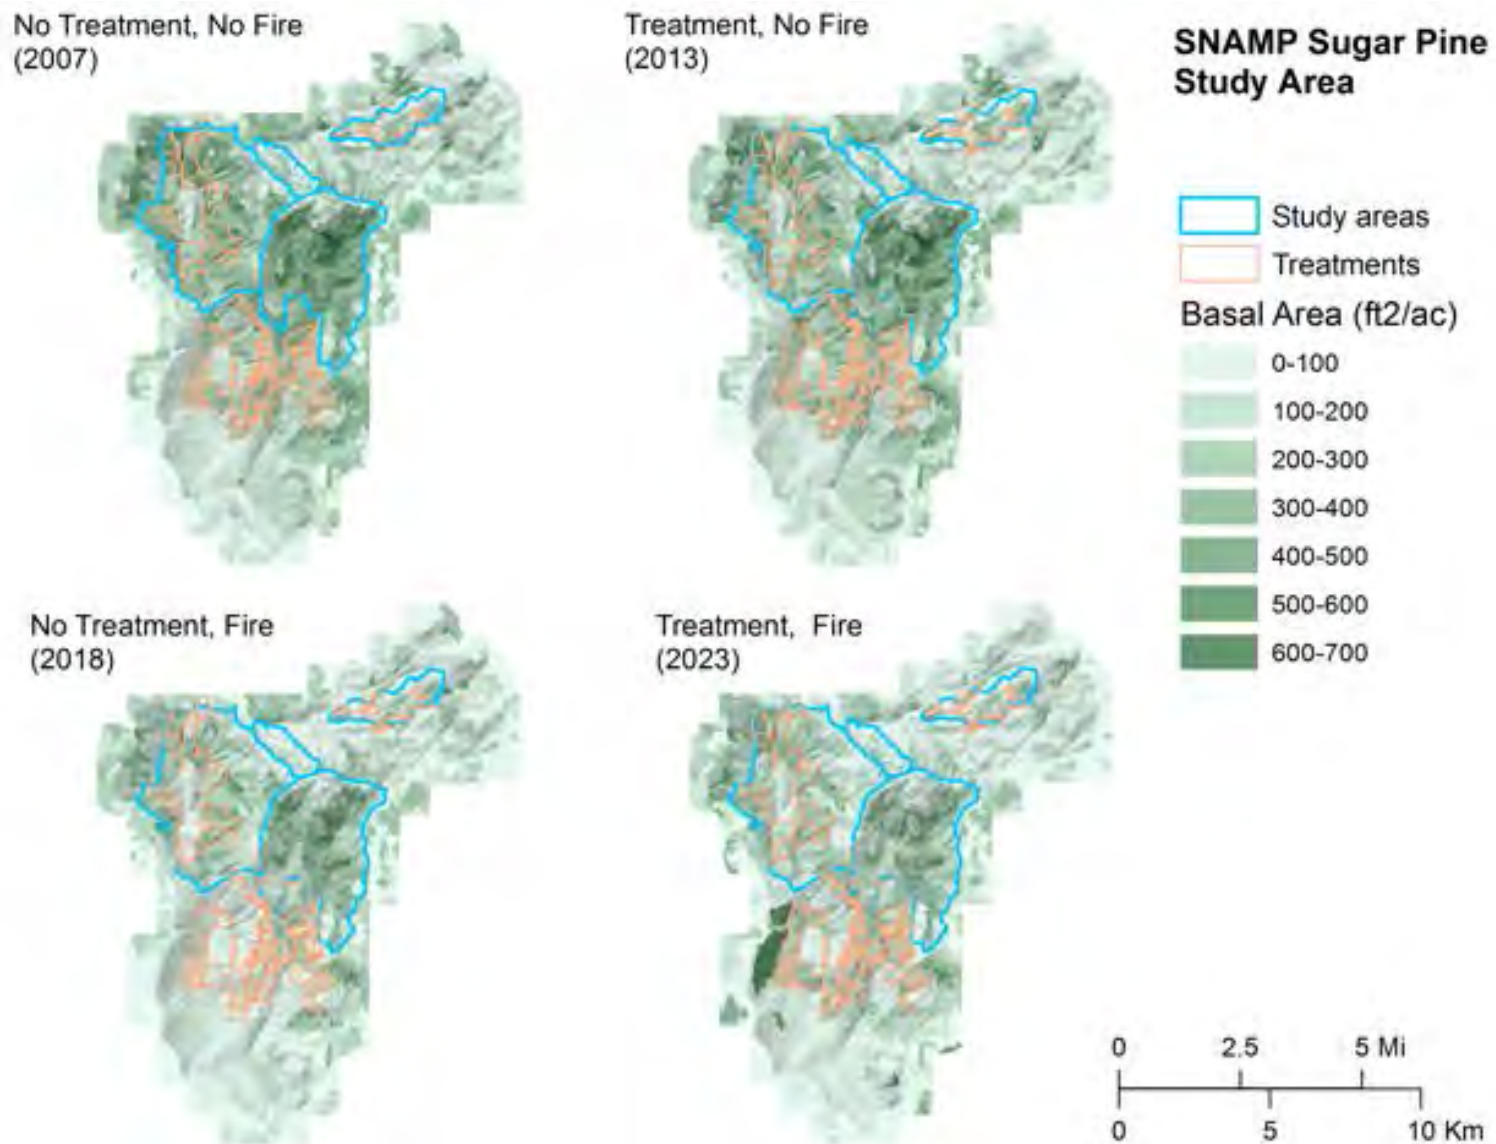 No Treatment, No Fire
(2007)
Treatment, No Fire
(2013)
SNAMP Sugar Pine
Study Area
Study areas
Treatments
Basal Area (ft2/ac)
0-100
100-200
200-300
300-400
400-500
500-600
600-700
No Treatment, Fire
(2018)
Treatment, Fire
(2023)
0 2.5 5 Mi
0 5 10 Km